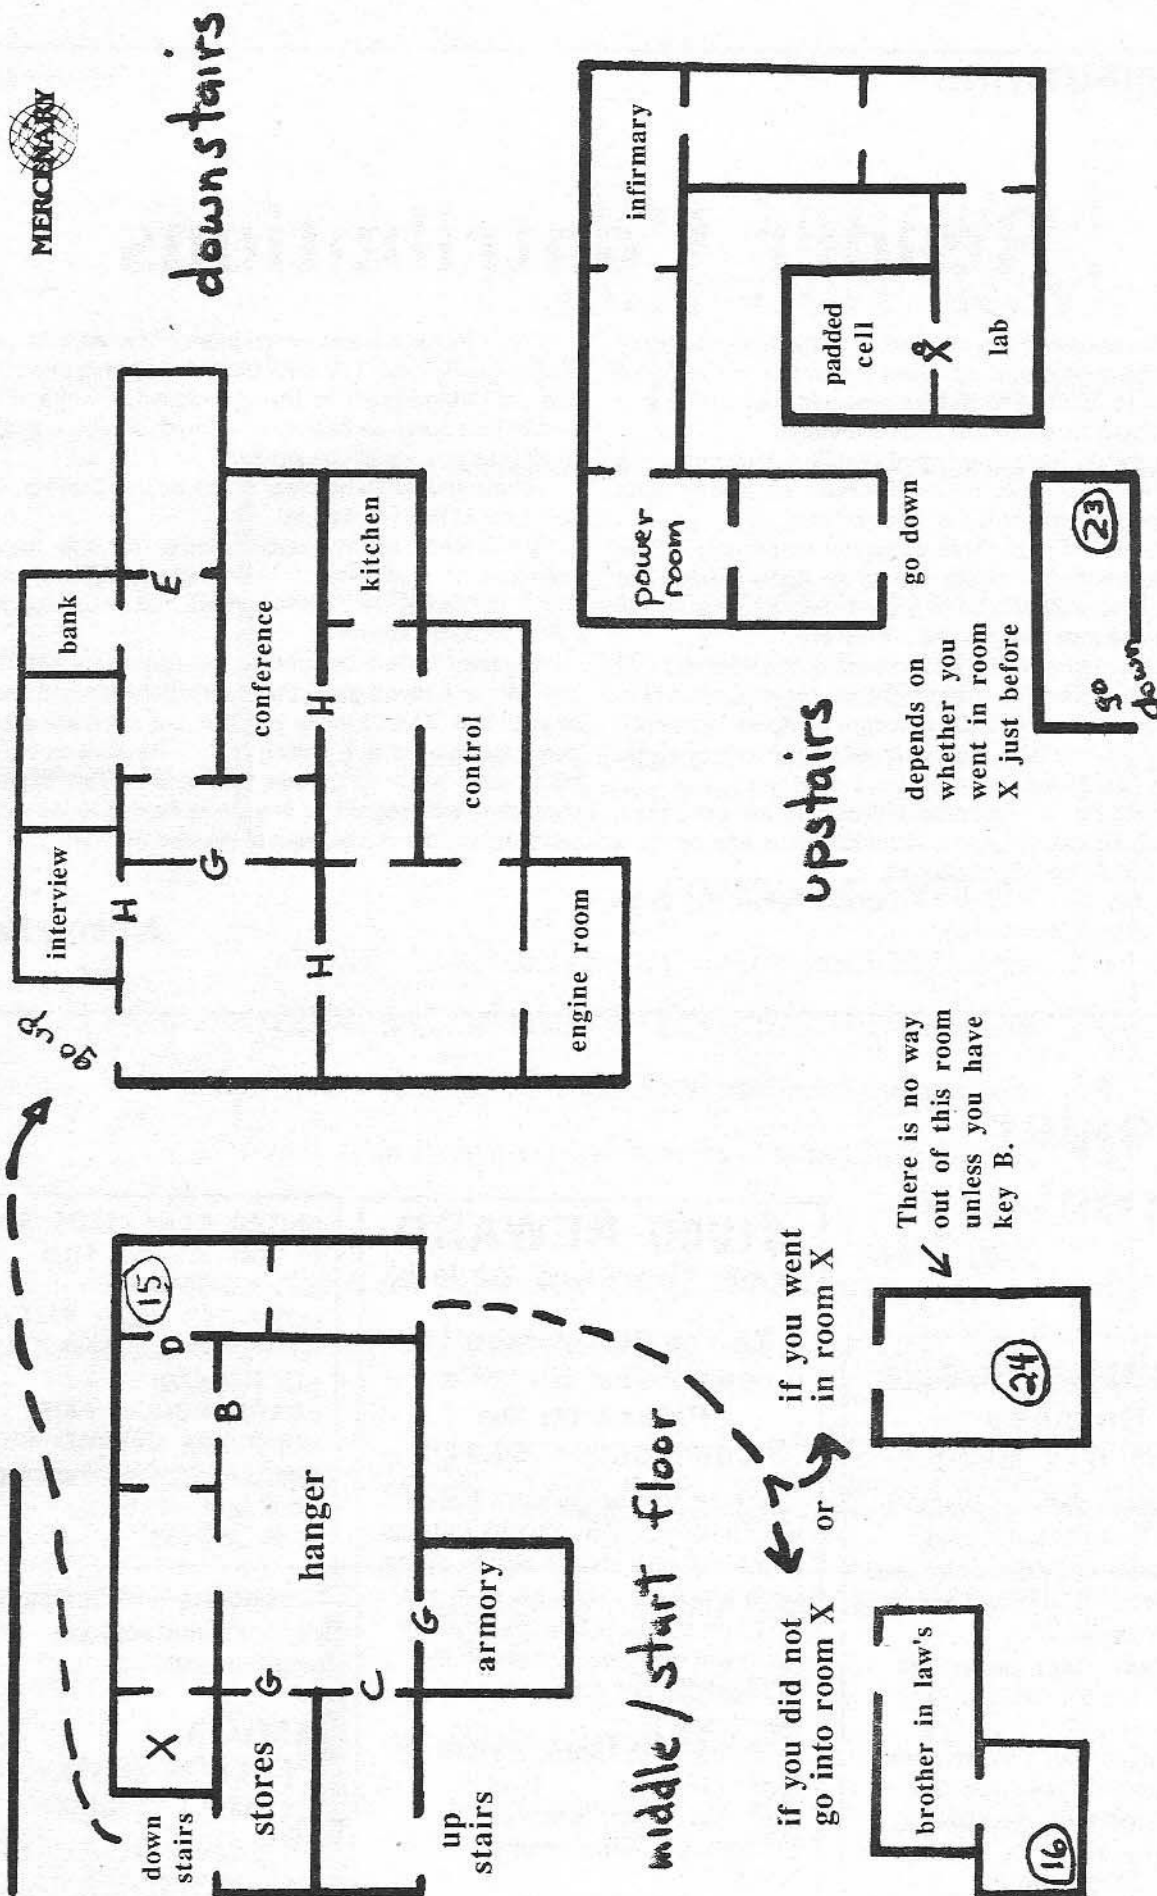 MERCENARY
downstairs
interview
bank
H
E
G
conference
H
H
kitchen
control
engine room
go up
infirmary
power
room
padded
cell
X
lab
go down
upstairs
depends on
whether you
went in room
X just before
23
go
down
15
D
B
X
down
stairs
G
stores
C
hanger
G
armory
up
stairs
middle/start floor
if you did not
go into room X
or
if you went
in room X
brother in law's
16
24
There is no way
out of this room
unless you have
key B.